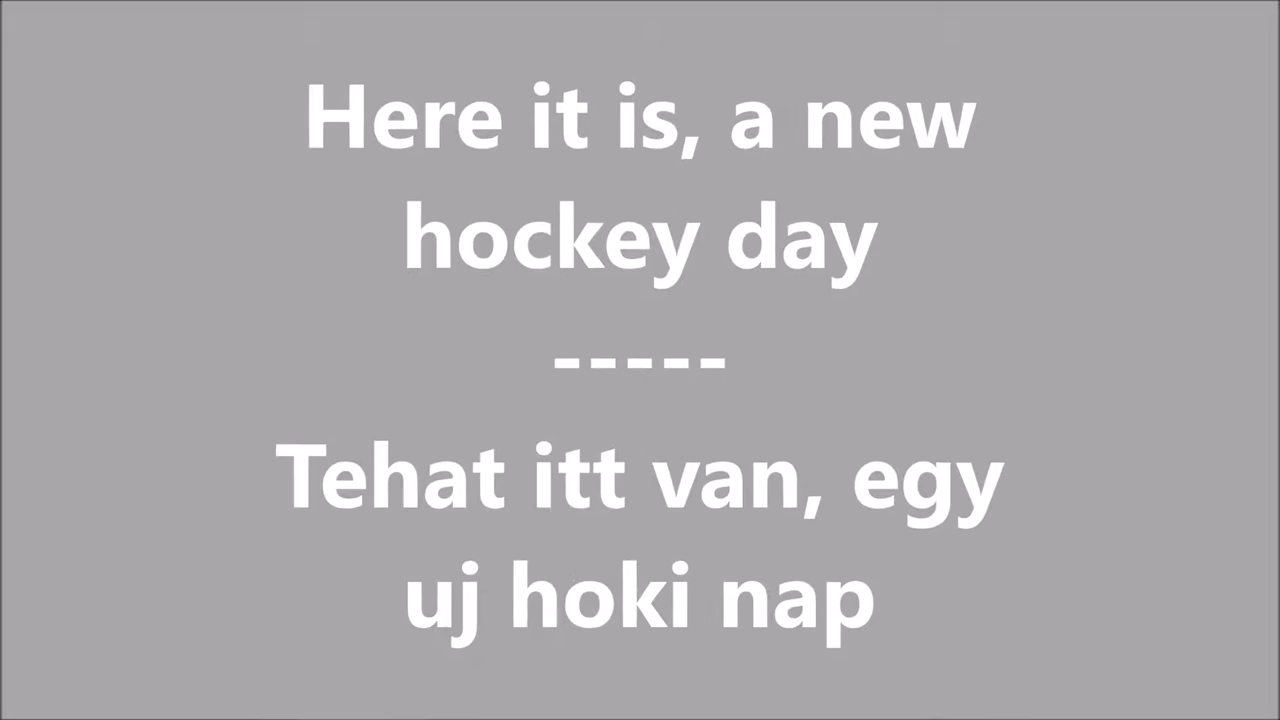 Here it is, a new
hockey day
-----
Tehat itt van, egy
uj hoki nap